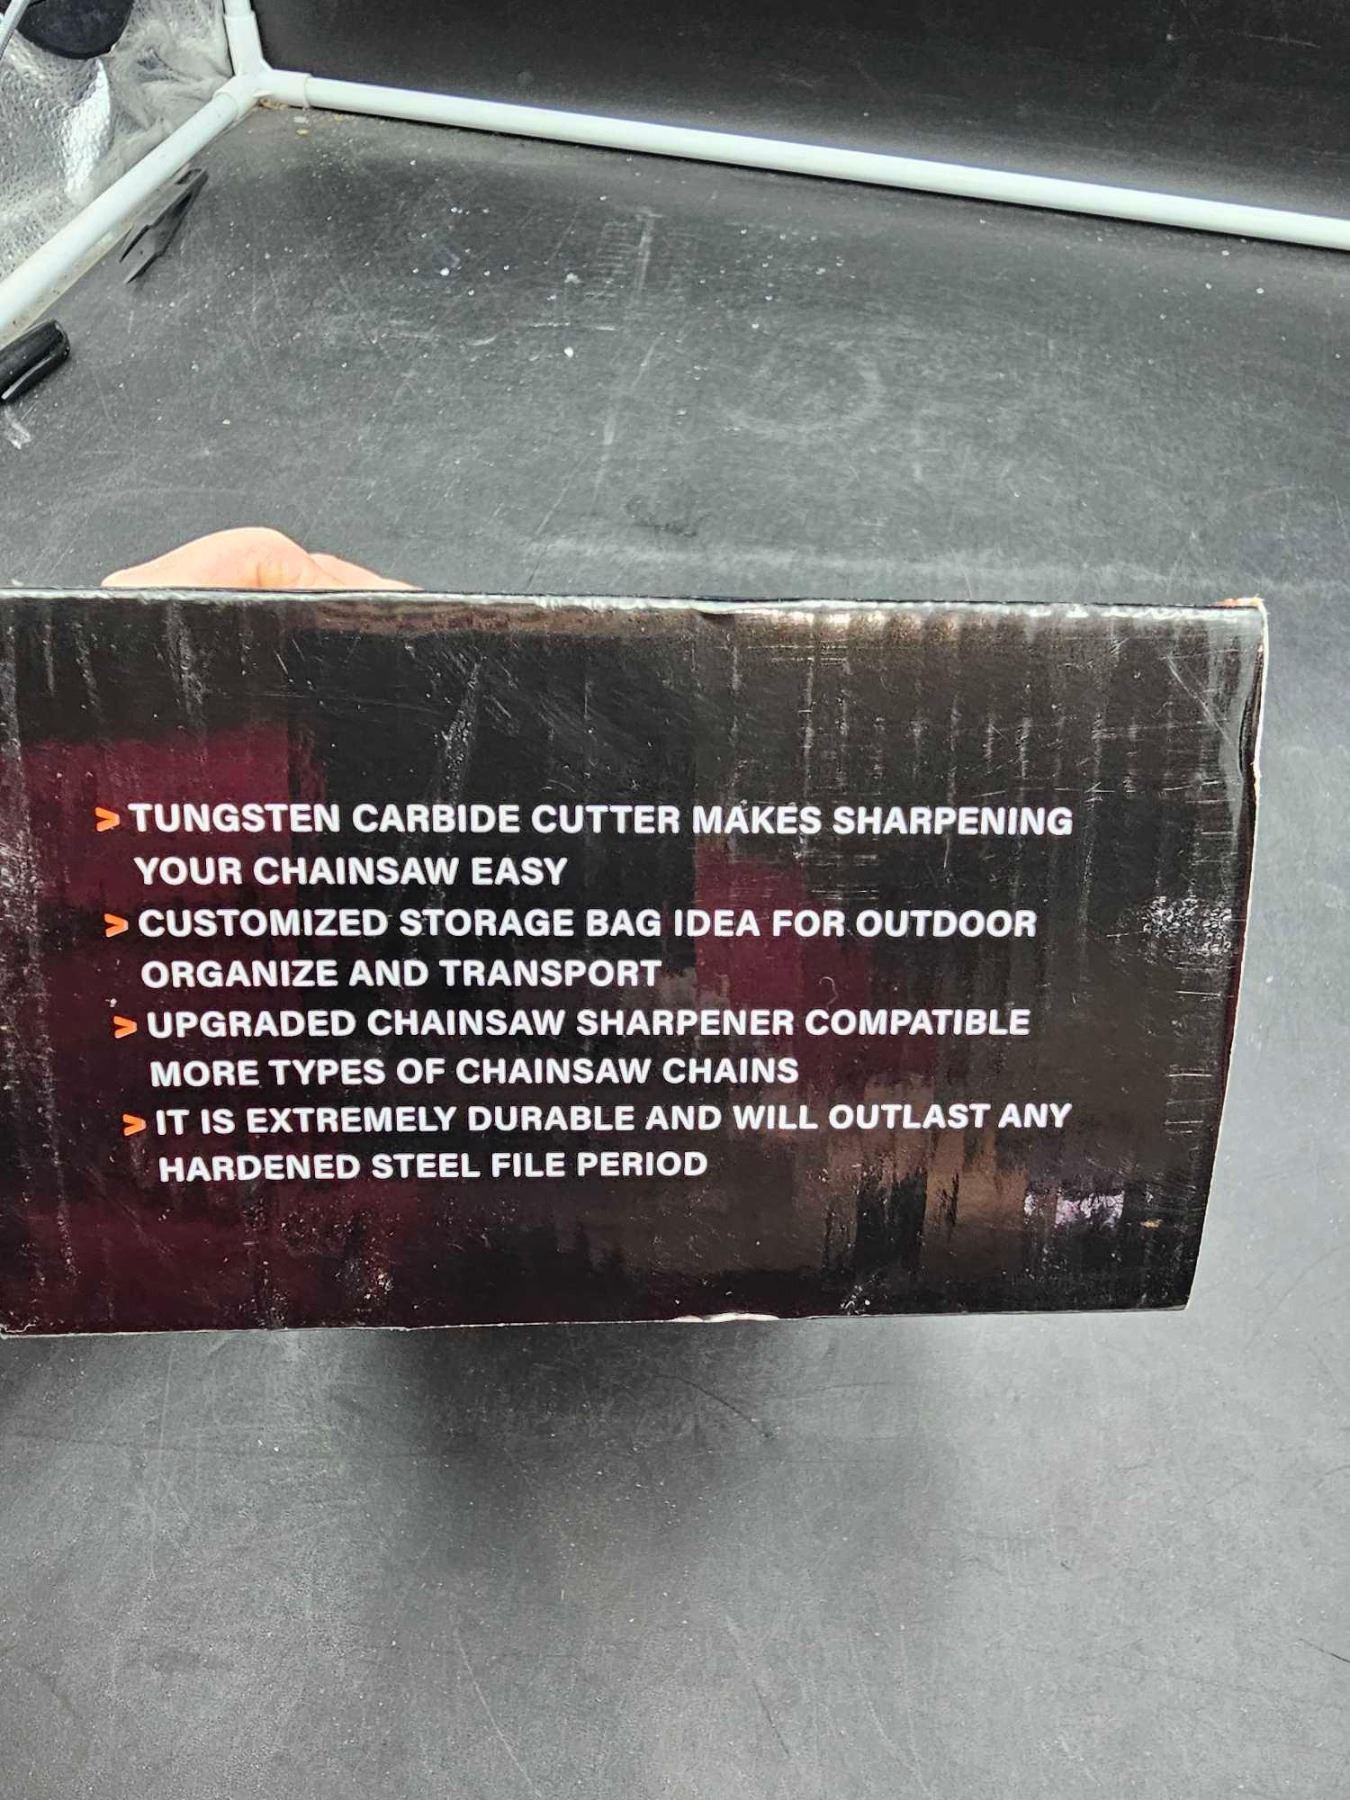 > TUNGSTEN CARBIDE CUTTER MAKES SHARPENING
YOUR CHAINSAW EASY
> CUSTOMIZED STORAGE BAG IDEA FOR OUTDOOR
ORGANIZE AND TRANSPORT
> UPGRADED CHAINSAW SHARPENER COMPATIBLE
MORE TYPES OF CHAINSAW CHAINS
> IT IS EXTREMELY DURABLE AND WILL OUTLAST ANY
HARDENED STEEL FILE PERIOD